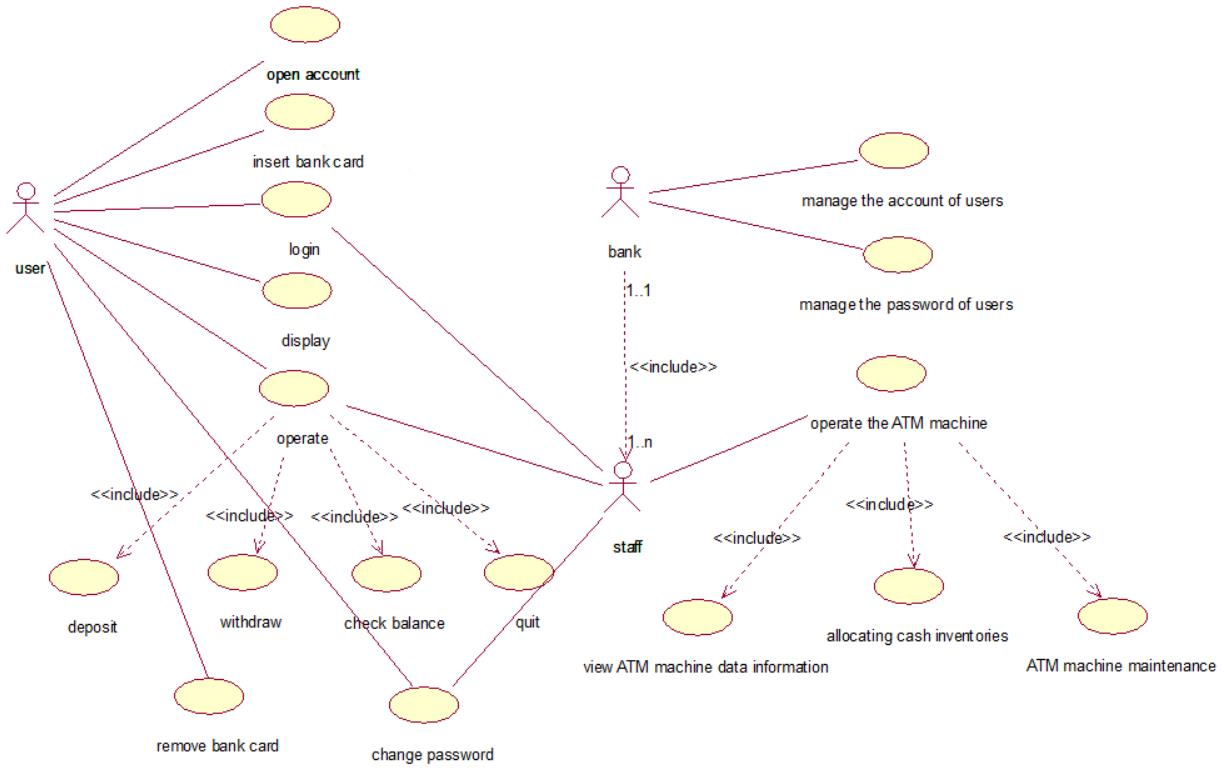 open account
insert bank card
login
user
display
operate
<<include>>
<<include>>
<<include>>
<<include>>
deposit
withdraw
check balance
quit
remove bank card
change password
bank
manage the account of users
manage the password of users
1..1
<<include>>
1..n
staff
operate the ATM machine
<<include>>
<<include>>
<<include>>
view ATM machine data information
allocating cash inventories
ATM machine maintenance